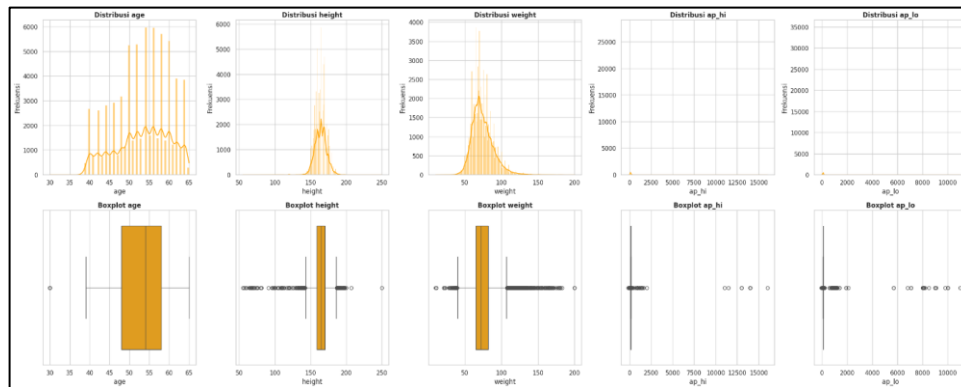 Distribusi age
Distribusi height
Distribusi weight
Distribusi ap_hi
Distribusi ap_lo
Frekuensi
6000
5000
4000
3000
2000
1000
0
30 35 40 45 50 55 60 65
age
Frekuensi
6000
5000
4000
3000
2000
1000
0
50 100 150 200 250
height
Frekuensi
4000
3500
3000
2500
2000
1500
1000
500
0
50 100 150 200
weight
Frekuensi
25000
20000
15000
10000
5000
0
0 2500 5000 7500 10000 12500 15000
ap_hi
Frekuensi
35000
30000
25000
20000
15000
10000
5000
0
0 2000 4000 6000 8000 10000
ap_lo
Boxplot age
Boxplot height
Boxplot weight
Boxplot ap_hi
Boxplot ap_lo
30 35 40 45 50 55 60 65
age
50 100 150 200 250
height
50 100 150 200
weight
0 2500 5000 7500 10000 12500 15000
ap_hi
0 2000 4000 6000 8000 10000
ap_lo